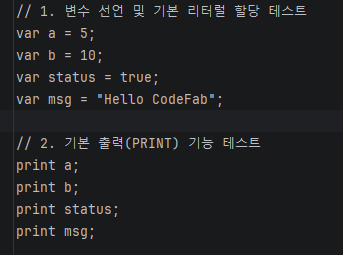 // 1. 변수 선언 및 기본 리터럴 할당 테스트
var a = 5;
var b = 10;
var status = true;
var msg = "Hello CodeFab";
// 2. 기본 출력(PRINT) 기능 테스트
print a;
print b;
print status;
print msg;